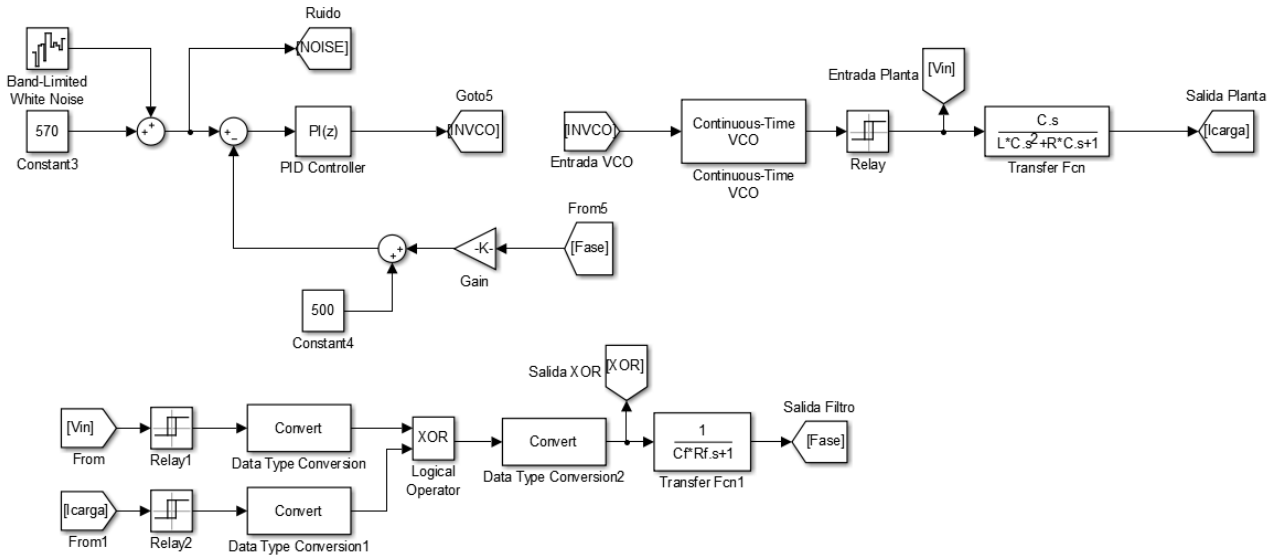 Ruido
[NOISE]
Band-Limited
White Noise
570
Constant3
PI(z)
PID Controller
Goto5
[INVCO]
[INVCO]
Entrada VCO
Continuous-Time
VCO
Continuous-Time
VCO
Relay
Entrada Planta
[Vin]
C.s
L*C.s2+R*C.s+1
Transfer Fcn
Salida Planta
[Icarga]
From5
[Fase]
-K-
Gain
500
Constant4
[Vin]
From
Relay1
Convert
Data Type Conversion
[Icarga]
From1
Relay2
Convert
Data Type Conversion1
XOR
Logical
Operator
Convert
Data Type Conversion2
Salida XOR
[XOR]
1
Cf*Rf.s+1
Transfer Fcn1
Salida Filtro
[Fase]